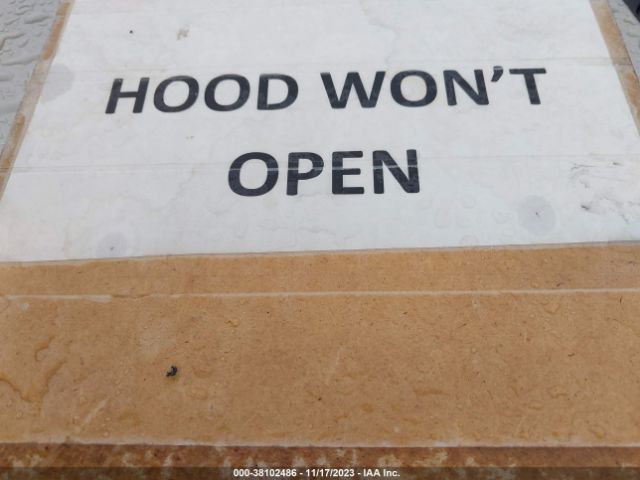 HOOD WON'T
OPEN
000-38102486 - 11/17/2023 - IAA Inc.